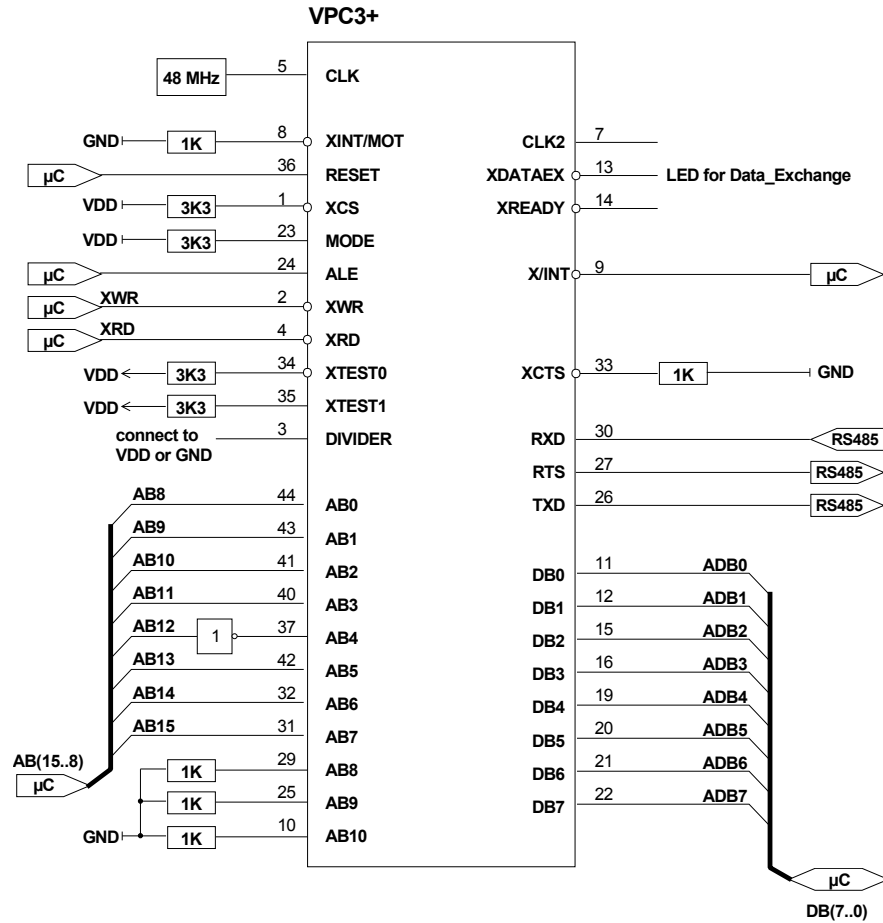 VPC3+
48 MHz 5 CLK
GND 1K 8 XINT/MOT CLK2 7
µC 36 RESET XDATAEX 13 LED for Data_Exchange
VDD 3K3 1 XCS XREADY 14
VDD 3K3 23 MODE
µC 24 ALE X/INT 9 µC
µC XWR 2 XWR
µC XRD 4 XRD
VDD 3K3 34 XTEST0 XCTS 33 1K GND
VDD 3K3 35 XTEST1
connect to
VDD or GND
3 DIVIDER RXD 30 RS485
RTS 27 RS485
AB8 44 AB0 TXD 26 RS485
AB9 43 AB1
AB10 41 AB2 DB0 11 ADB0
AB11 40 AB3 DB1 12 ADB1
AB12 1 37 AB4 DB2 15 ADB2
AB13 42 AB5 DB3 16 ADB3
AB14 32 AB6 DB4 19 ADB4
AB15 31 AB7 DB5 20 ADB5
AB(15..8)
µC
1K 29 AB8 DB6 21 ADB6
1K 25 AB9 DB7 22 ADB7
GND 1K 10 AB10
µC
DB(7..0)